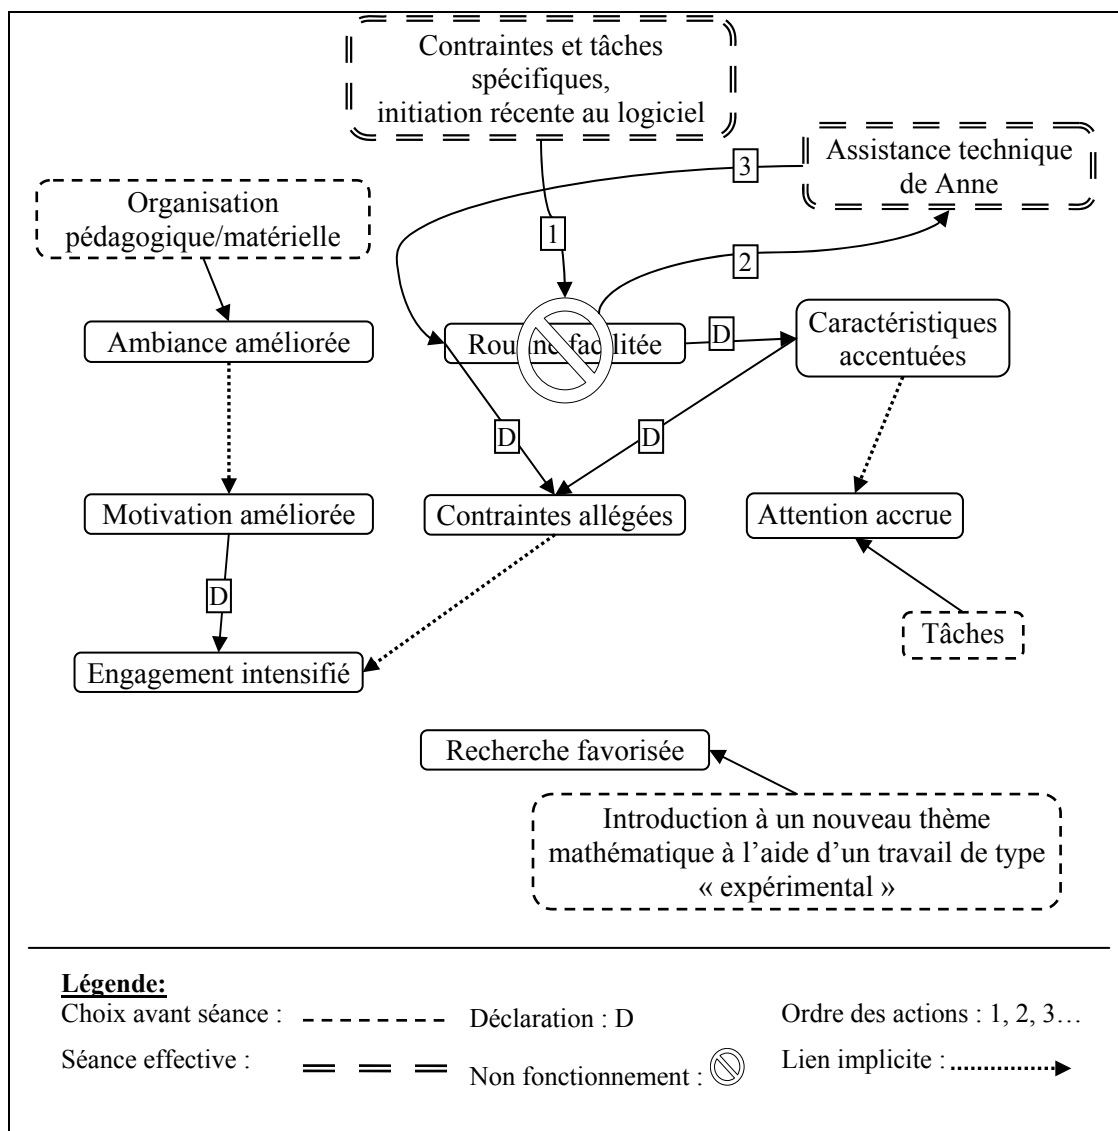 Contraintes et tâches
spécifiques,
initiation récente au logiciel
3
Assistance technique
de Anne
Organisation
pédagogique/matérielle
1
2
Ambiance améliorée
Routine facilitée
D
Caractéristiques
accentuées
D
D
Motivation améliorée
Contraintes allégées
Attention accrue
D
Tâches
Engagement intensifié
Recherche favorisée
Introduction à un nouveau thème
mathématique à l’aide d’un travail de type
« expérimental »
Légende:
Choix avant séance :
Déclaration : D
Ordre des actions : 1, 2, 3…
Séance effective :
Non fonctionnement :
Lien implicite :